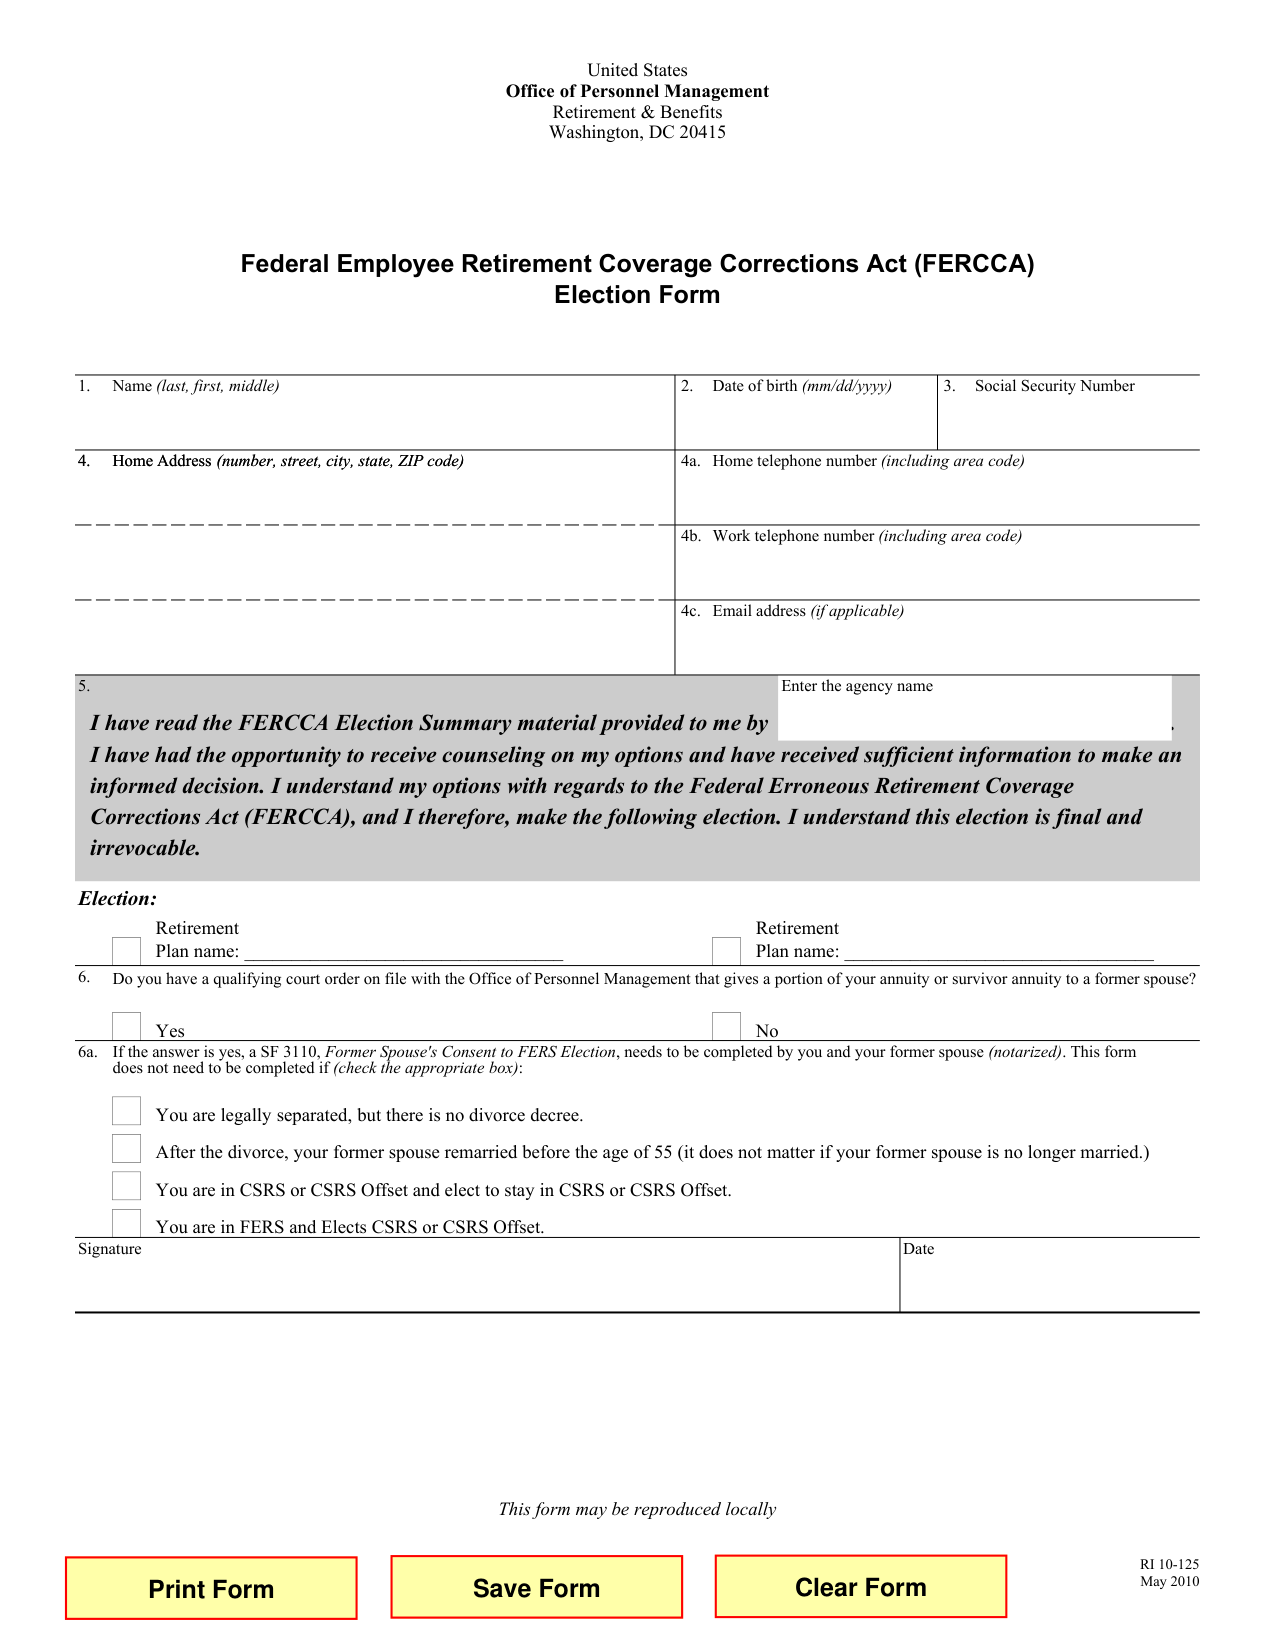 United States
Office of Personnel Management
Retirement & Benefits
Washington, DC 20415
Federal Employee Retirement Coverage Corrections Act (FERCCA)
Election Form
1. Name (last, first, middle)
2. Date of birth (mm/dd/yyyy)
3. Social Security Number
4. Home Address (number, street, city, state, ZIP code)
4a. Home telephone number (including area code)
4b. Work telephone number (including area code)
4c. Email address (if applicable)
5.
Enter the agency name
I have read the FERCCA Election Summary material provided to me by .
I have had the opportunity to receive counseling on my options and have received sufficient information to make an
informed decision. I understand my options with regards to the Federal Erroneous Retirement Coverage
Corrections Act (FERCCA), and I therefore, make the following election. I understand this election is final and
irrevocable.
Election:
Retirement
Plan name: __________________________________
Retirement
Plan name: _________________________________
6. Do you have a qualifying court order on file with the Office of Personnel Management that gives a portion of your annuity or survivor annuity to a former spouse?
Yes
No
6a. If the answer is yes, a SF 3110, Former Spouse's Consent to FERS Election, needs to be completed by you and your former spouse (notarized). This form
does not need to be completed if (check the appropriate box):
You are legally separated, but there is no divorce decree.
After the divorce, your former spouse remarried before the age of 55 (it does not matter if your former spouse is no longer married.)
You are in CSRS or CSRS Offset and elect to stay in CSRS or CSRS Offset.
You are in FERS and Elects CSRS or CSRS Offset.
Signature
Date
This form may be reproduced locally
Print Form
Save Form
Clear Form
RI 10-125
May 2010